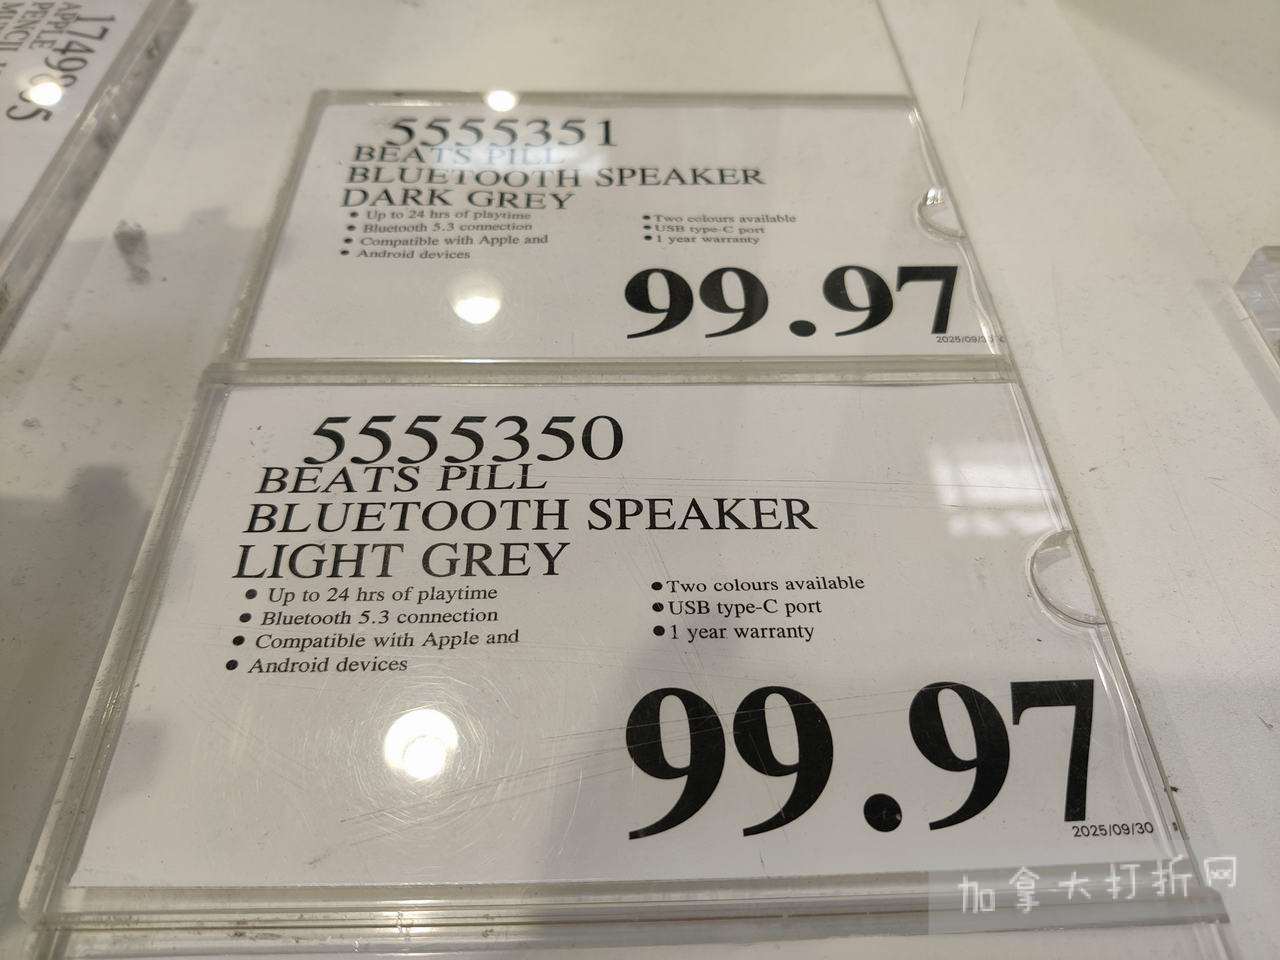 APPLE
PENCIL
5555351
BEATS PILL
BLUETOOTH SPEAKER
DARK GREY
• Up to 24 hrs of playtime
• Bluetooth 5.3 connection
• Compatible with Apple and
• Android devices
• Two colours available
• USB type-C port
• 1 year warranty
99.97
5555350
BEATS PILL
BLUETOOTH SPEAKER
LIGHT GREY
• Up to 24 hrs of playtime
• Bluetooth 5.3 connection
• Compatible with Apple and
• Android devices
• Two colours available
• USB type-C port
• 1 year warranty
99.97
2025/09/30
加拿大打折网